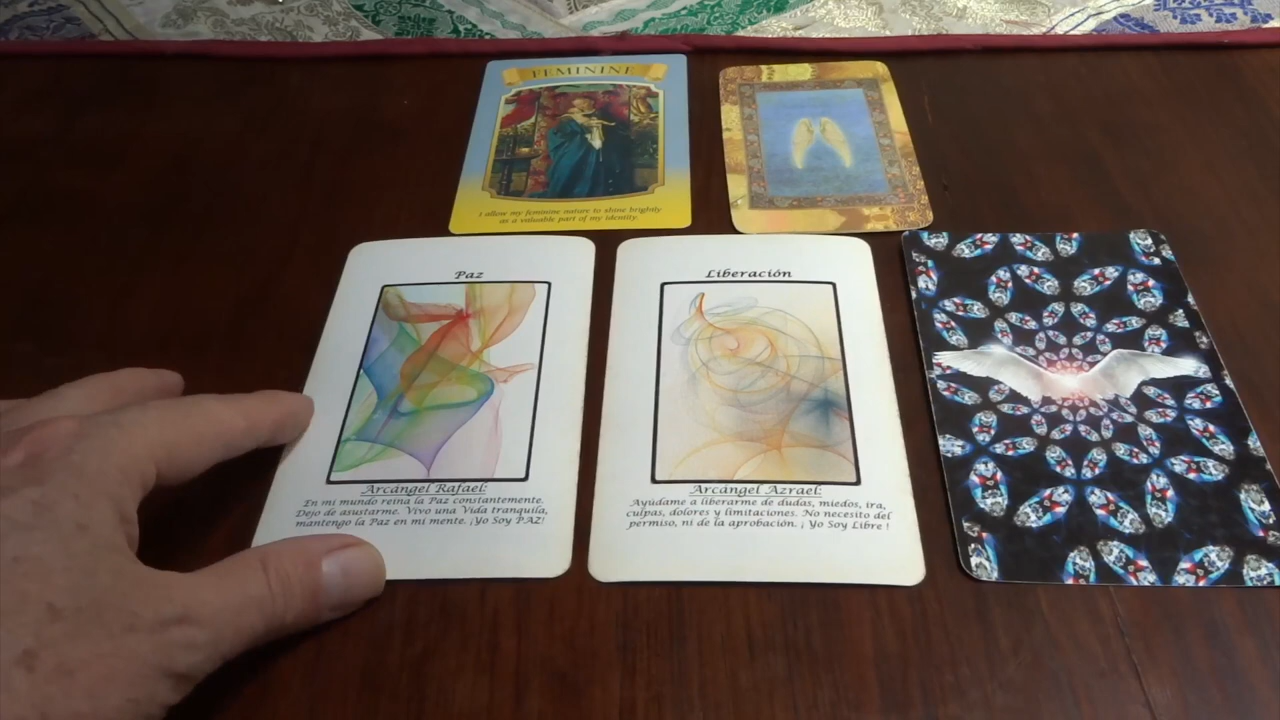 FEMININE
I allow my feminine nature to shine brightly
as a valuable part of my identity.
Paz
Arcángel Rafael:
En mi mundo reina la Paz constantemente.
Dejo de asustarme. Vivo una Vida tranquila,
mantengo la Paz en mi mente. ¡Yo Soy PAZ!
Liberación
Arcángel Azrael:
Ayúdame a liberarme de dudas, miedos, ira,
culpas, dolores y limitaciones. No necesito del
permiso, ni de la aprobación. ¡ Yo Soy Libre !